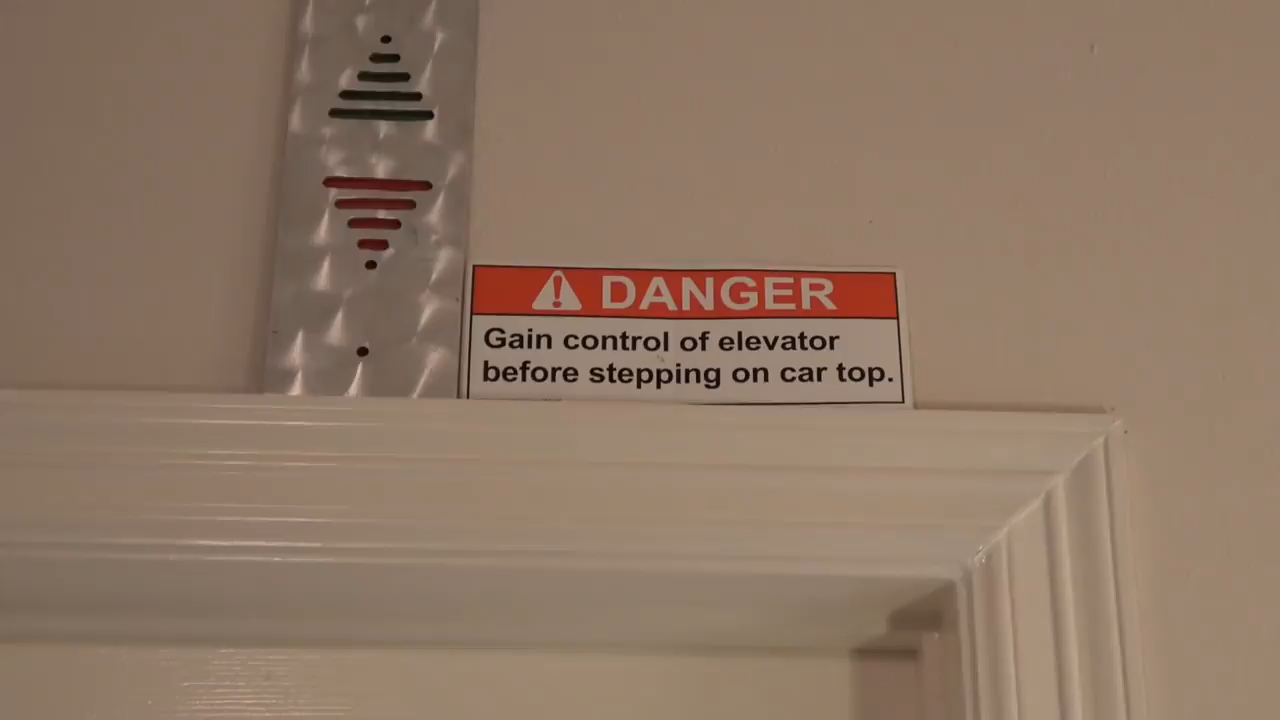 DANGER
Gain control of elevator
before stepping on car top.